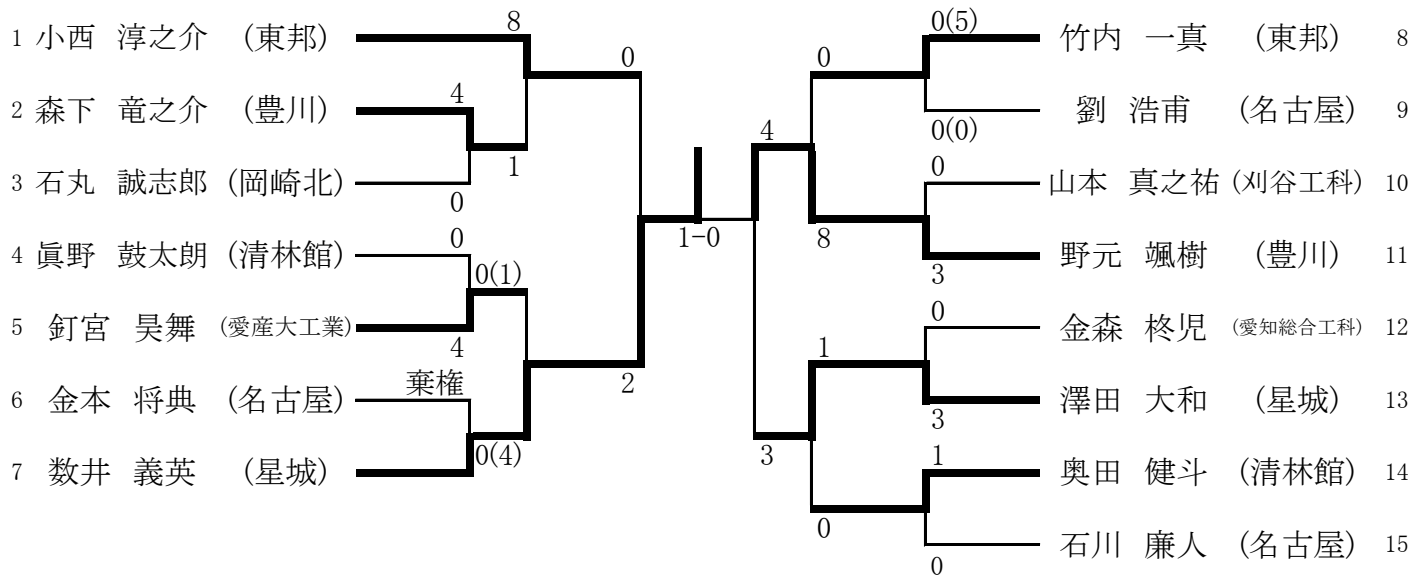 1 小西 淳之介 (東邦)
8
0
2 森下 竜之介 (豊川)
4
1
3 石丸 誠志郎 (岡崎北)
0
4 眞野 鼓太朗 (清林館)
0
0(1)
5 釘宮 昊舞 (愛産大工業)
4
6 金本 将典 (名古屋)
棄権
2
7 数井 義英 (星城)
0(4)
1-0
0(5)
竹内 一真 (東邦) 8
0
劉 浩甫 (名古屋) 9
0(0)
4
0
山本 真之祐 (刈谷工科) 10
8
野元 颯樹 (豊川) 11
3
0
金森 柊児 (愛知総合工科) 12
1
澤田 大和 (星城) 13
3
3
1
奥田 健斗 (清林館) 14
0
石川 廉人 (名古屋) 15
0